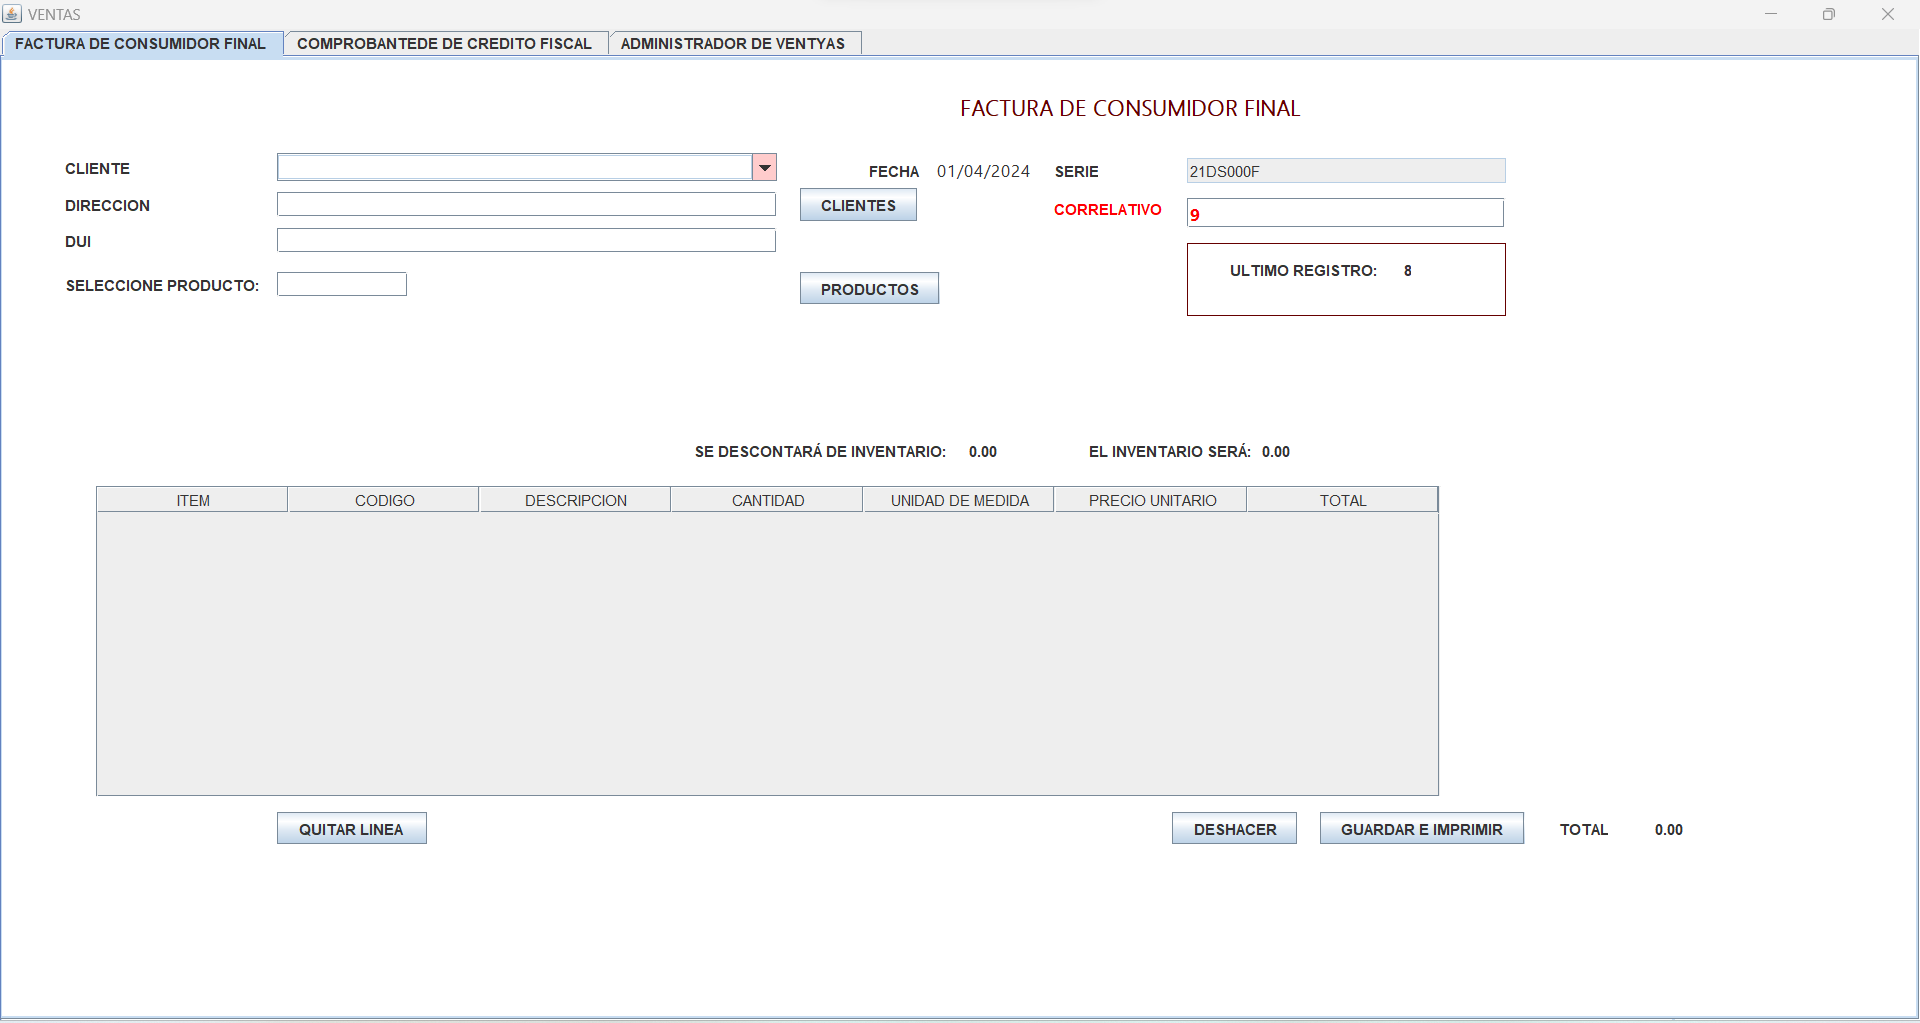 VENTAS
FACTURA DE CONSUMIDOR FINAL COMPROBANTEDE DE CREDITO FISCAL ADMINISTRADOR DE VENTYAS
FACTURA DE CONSUMIDOR FINAL
CLIENTE FECHA 01/04/2024 SERIE 21DS000F
DIRECCION CLIENTES CORRELATIVO 9
DUI
ULTIMO REGISTRO: 8
SELECCIONE PRODUCTO: PRODUCTOS
SE DESCONTARÁ DE INVENTARIO: 0.00 EL INVENTARIO SERÁ: 0.00
ITEM CODIGO DESCRIPCION CANTIDAD UNIDAD DE MEDIDA PRECIO UNITARIO TOTAL
QUITAR LINEA DESHACER GUARDAR E IMPRIMIR TOTAL 0.00